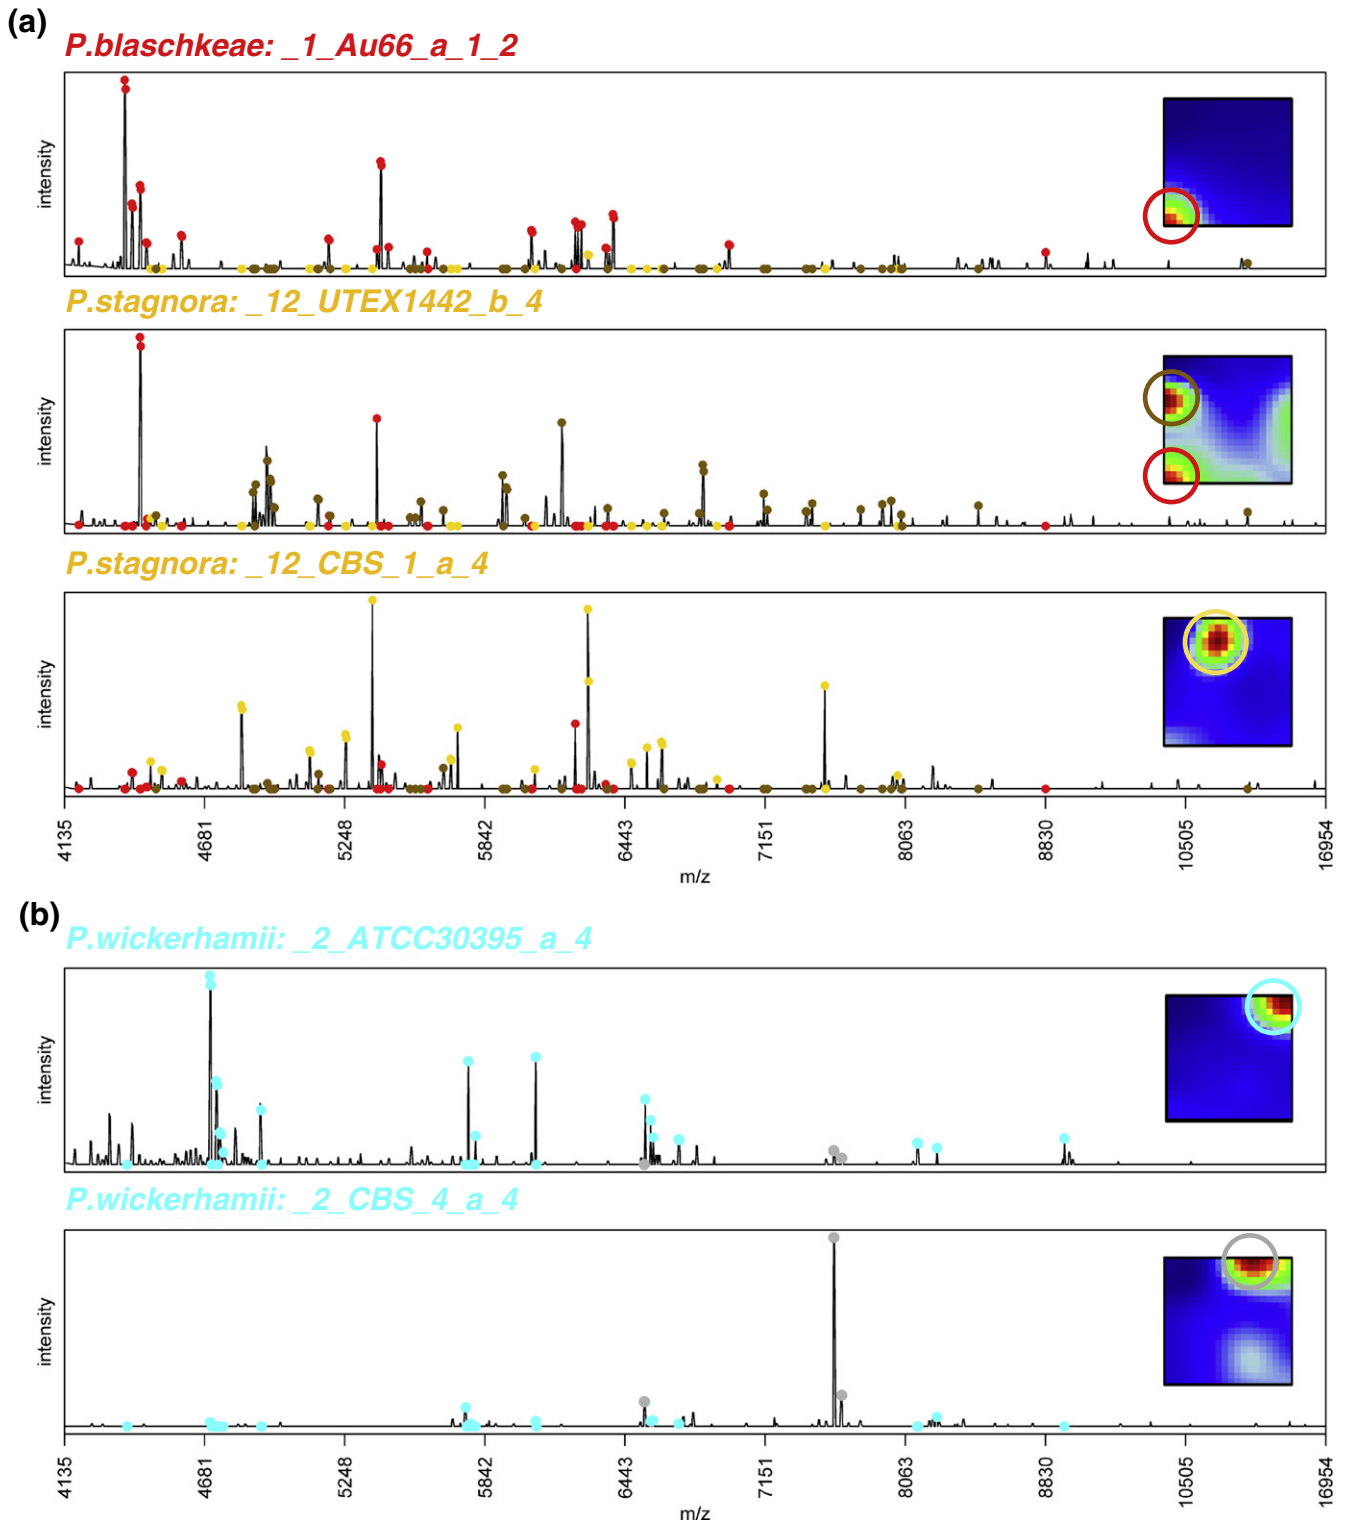 (a)
P.blaschkeae: _1_Au66_a_1_2
intensity
P.stagnora: _12_UTEX1442_b_4
intensity
P.stagnora: _12_CBS_1_a_4
intensity
4135 4681 5248 5842 6443 7151 8063 8830 10505 16954
m/z
(b)
P.wickerhamii: _2_ATCC30395_a_4
intensity
P.wickerhamii: _2_CBS_4_a_4
intensity
4135 4681 5248 5842 6443 7151 8063 8830 10505 16954
m/z